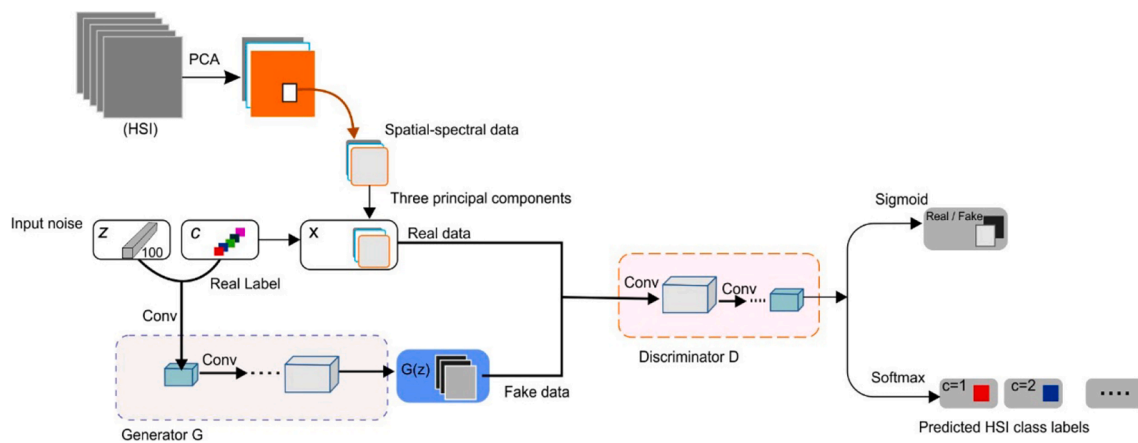 PCA
(HSI)
Spatial-spectral data
Three principal components
Input noise
z
100
c
X
Real data
Real Label
Conv
Conv
G(z)
Fake data
Generator G
Conv
Conv
Discriminator D
Sigmoid
Real / Fake
Softmax
c=1
c=2
Predicted HSI class labels